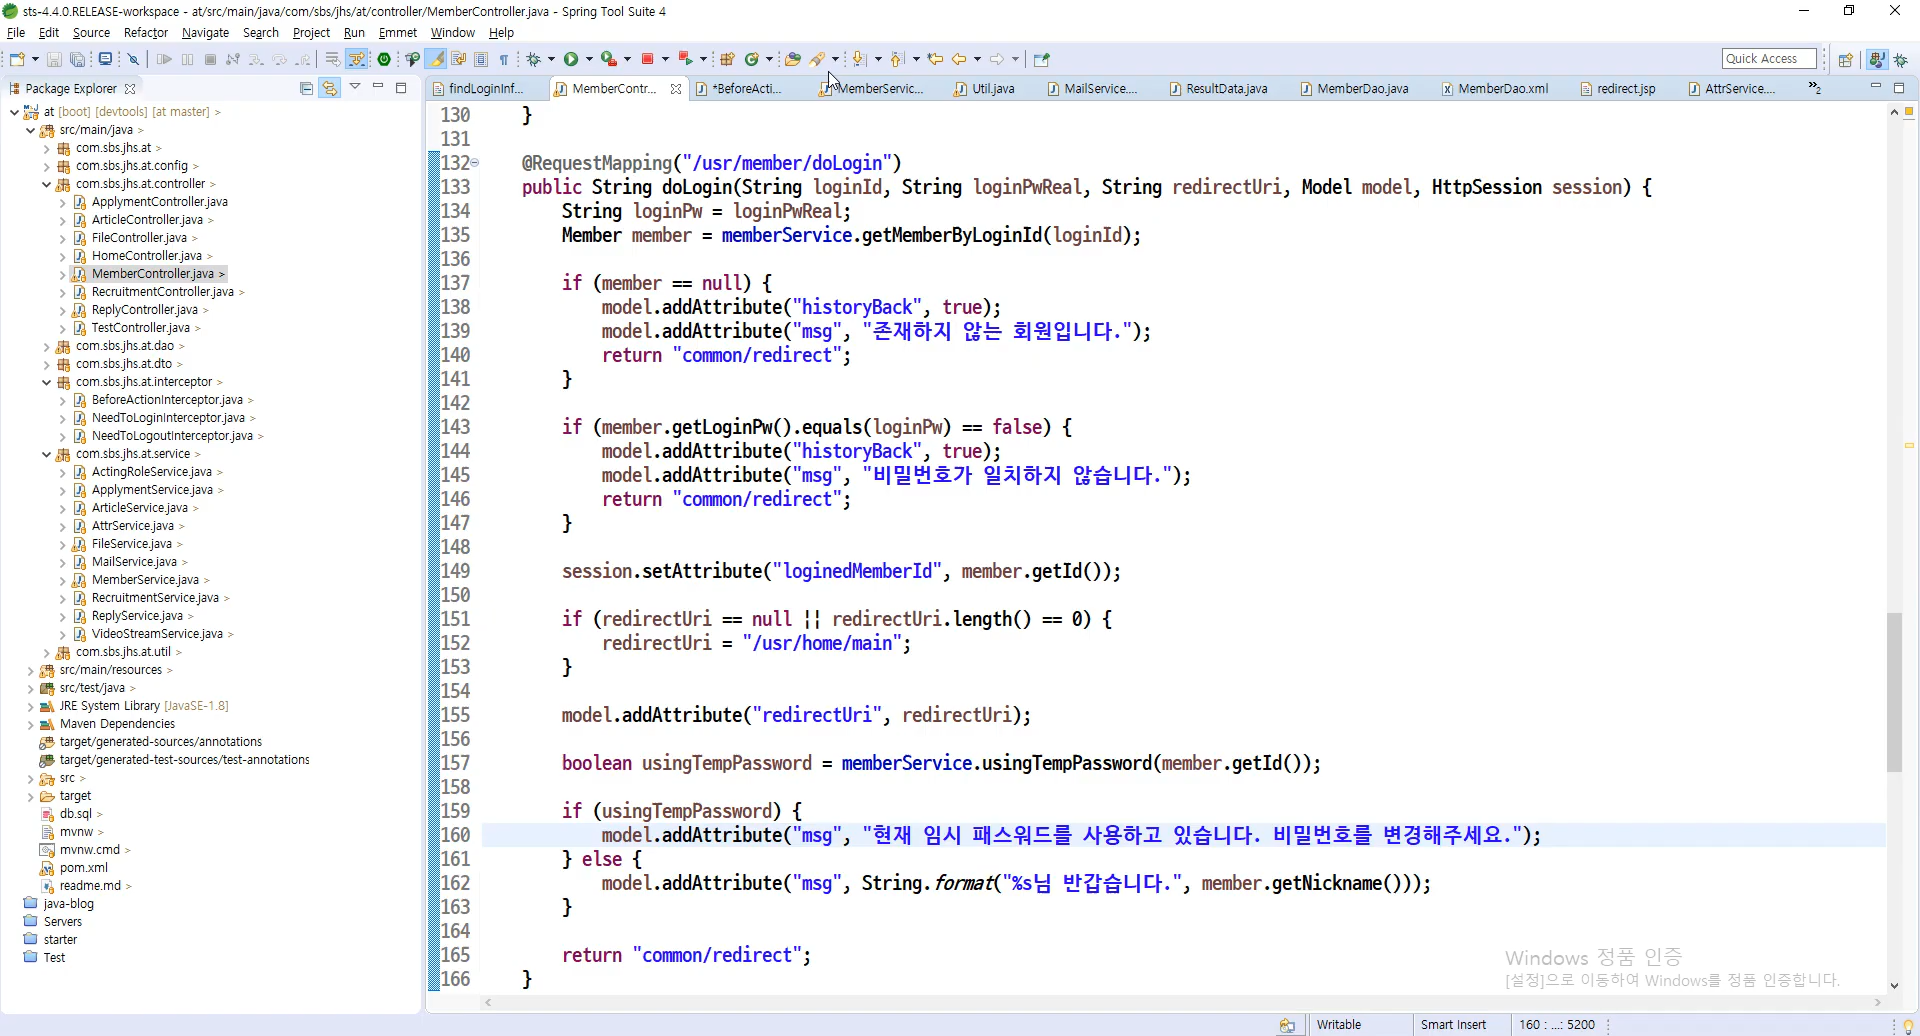 sts-4.4.0.RELEASE-workspace - at/src/main/java/com/sbs/jhs/at/controller/MemberController.java - Spring Tool Suite 4
File Edit Source Refactor Navigate Search Project Run Emmet Window Help
Quick Access
Package Explorer
findLoginInf...
MemberContr...
*BeforeActi...
MemberServic...
Util.java
MailService....
ResultData.java
MemberDao.java
MemberDao.xml
redirect.jsp
AttrService....
»2
at [boot] [devtools] [at master] >
src/main/java >
com.sbs.jhs.at >
com.sbs.jhs.at.config >
com.sbs.jhs.at.controller >
ApplymentController.java
ArticleController.java >
FileController.java >
HomeController.java >
MemberController.java >
RecruitmentController.java >
ReplyController.java >
TestController.java >
com.sbs.jhs.at.dao >
com.sbs.jhs.at.dto >
com.sbs.jhs.at.interceptor >
BeforeActionInterceptor.java >
NeedToLoginInterceptor.java >
NeedToLogoutInterceptor.java >
com.sbs.jhs.at.service >
ActingRoleService.java >
ApplymentService.java >
ArticleService.java >
AttrService.java >
FileService.java >
MailService.java >
MemberService.java >
RecruitmentService.java >
ReplyService.java >
VideoStreamService.java >
com.sbs.jhs.at.util >
src/main/resources >
src/test/java >
JRE System Library [JavaSE-1.8]
Maven Dependencies
target/generated-sources/annotations
target/generated-test-sources/test-annotations
src >
target
db.sql >
mvnw >
mvnw.cmd >
pom.xml
readme.md >
java-blog
Servers
starter
Test
130 }
131
132 @RequestMapping("/usr/member/doLogin")
133 public String doLogin(String loginId, String loginPwReal, String redirectUri, Model model, HttpSession session) {
134 String loginPw = loginPwReal;
135 Member member = memberService.getMemberByLoginId(loginId);
136
137 if (member == null) {
138 model.addAttribute("historyBack", true);
139 model.addAttribute("msg", "존재하지 않는 회원입니다.");
140 return "common/redirect";
141 }
142
143 if (member.getLoginPw().equals(loginPw) == false) {
144 model.addAttribute("historyBack", true);
145 model.addAttribute("msg", "비밀번호가 일치하지 않습니다.");
146 return "common/redirect";
147 }
148
149 session.setAttribute("loginedMemberId", member.getId());
150
151 if (redirectUri == null || redirectUri.length() == 0) {
152 redirectUri = "/usr/home/main";
153 }
154
155 model.addAttribute("redirectUri", redirectUri);
156
157 boolean usingTempPassword = memberService.usingTempPassword(member.getId());
158
159 if (usingTempPassword) {
160 model.addAttribute("msg", "현재 임시 패스워드를 사용하고 있습니다. 비밀번호를 변경해주세요.");
161 } else {
162 model.addAttribute("msg", String.format("%s님 반갑습니다.", member.getNickname()));
163 }
164
165 return "common/redirect";
166 }
Windows 정품 인증
[설정]으로 이동하여 Windows를 정품 인증합니다.
Writable
Smart Insert
160 : ...: 5200